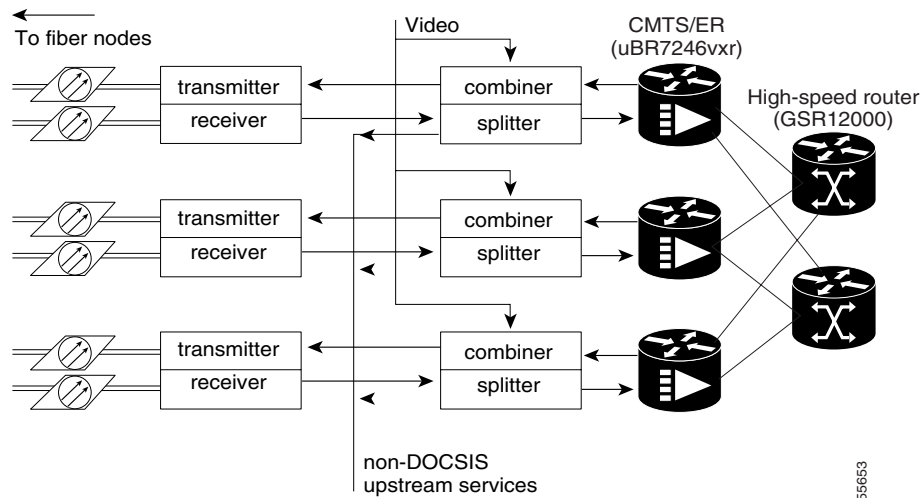 To fiber nodes
Video
CMTS/ER
(uBR7246vxr)
High-speed router
(GSR12000)
transmitter
receiver
combiner
splitter
transmitter
receiver
combiner
splitter
transmitter
receiver
combiner
splitter
non-DOCSIS
upstream services
55653